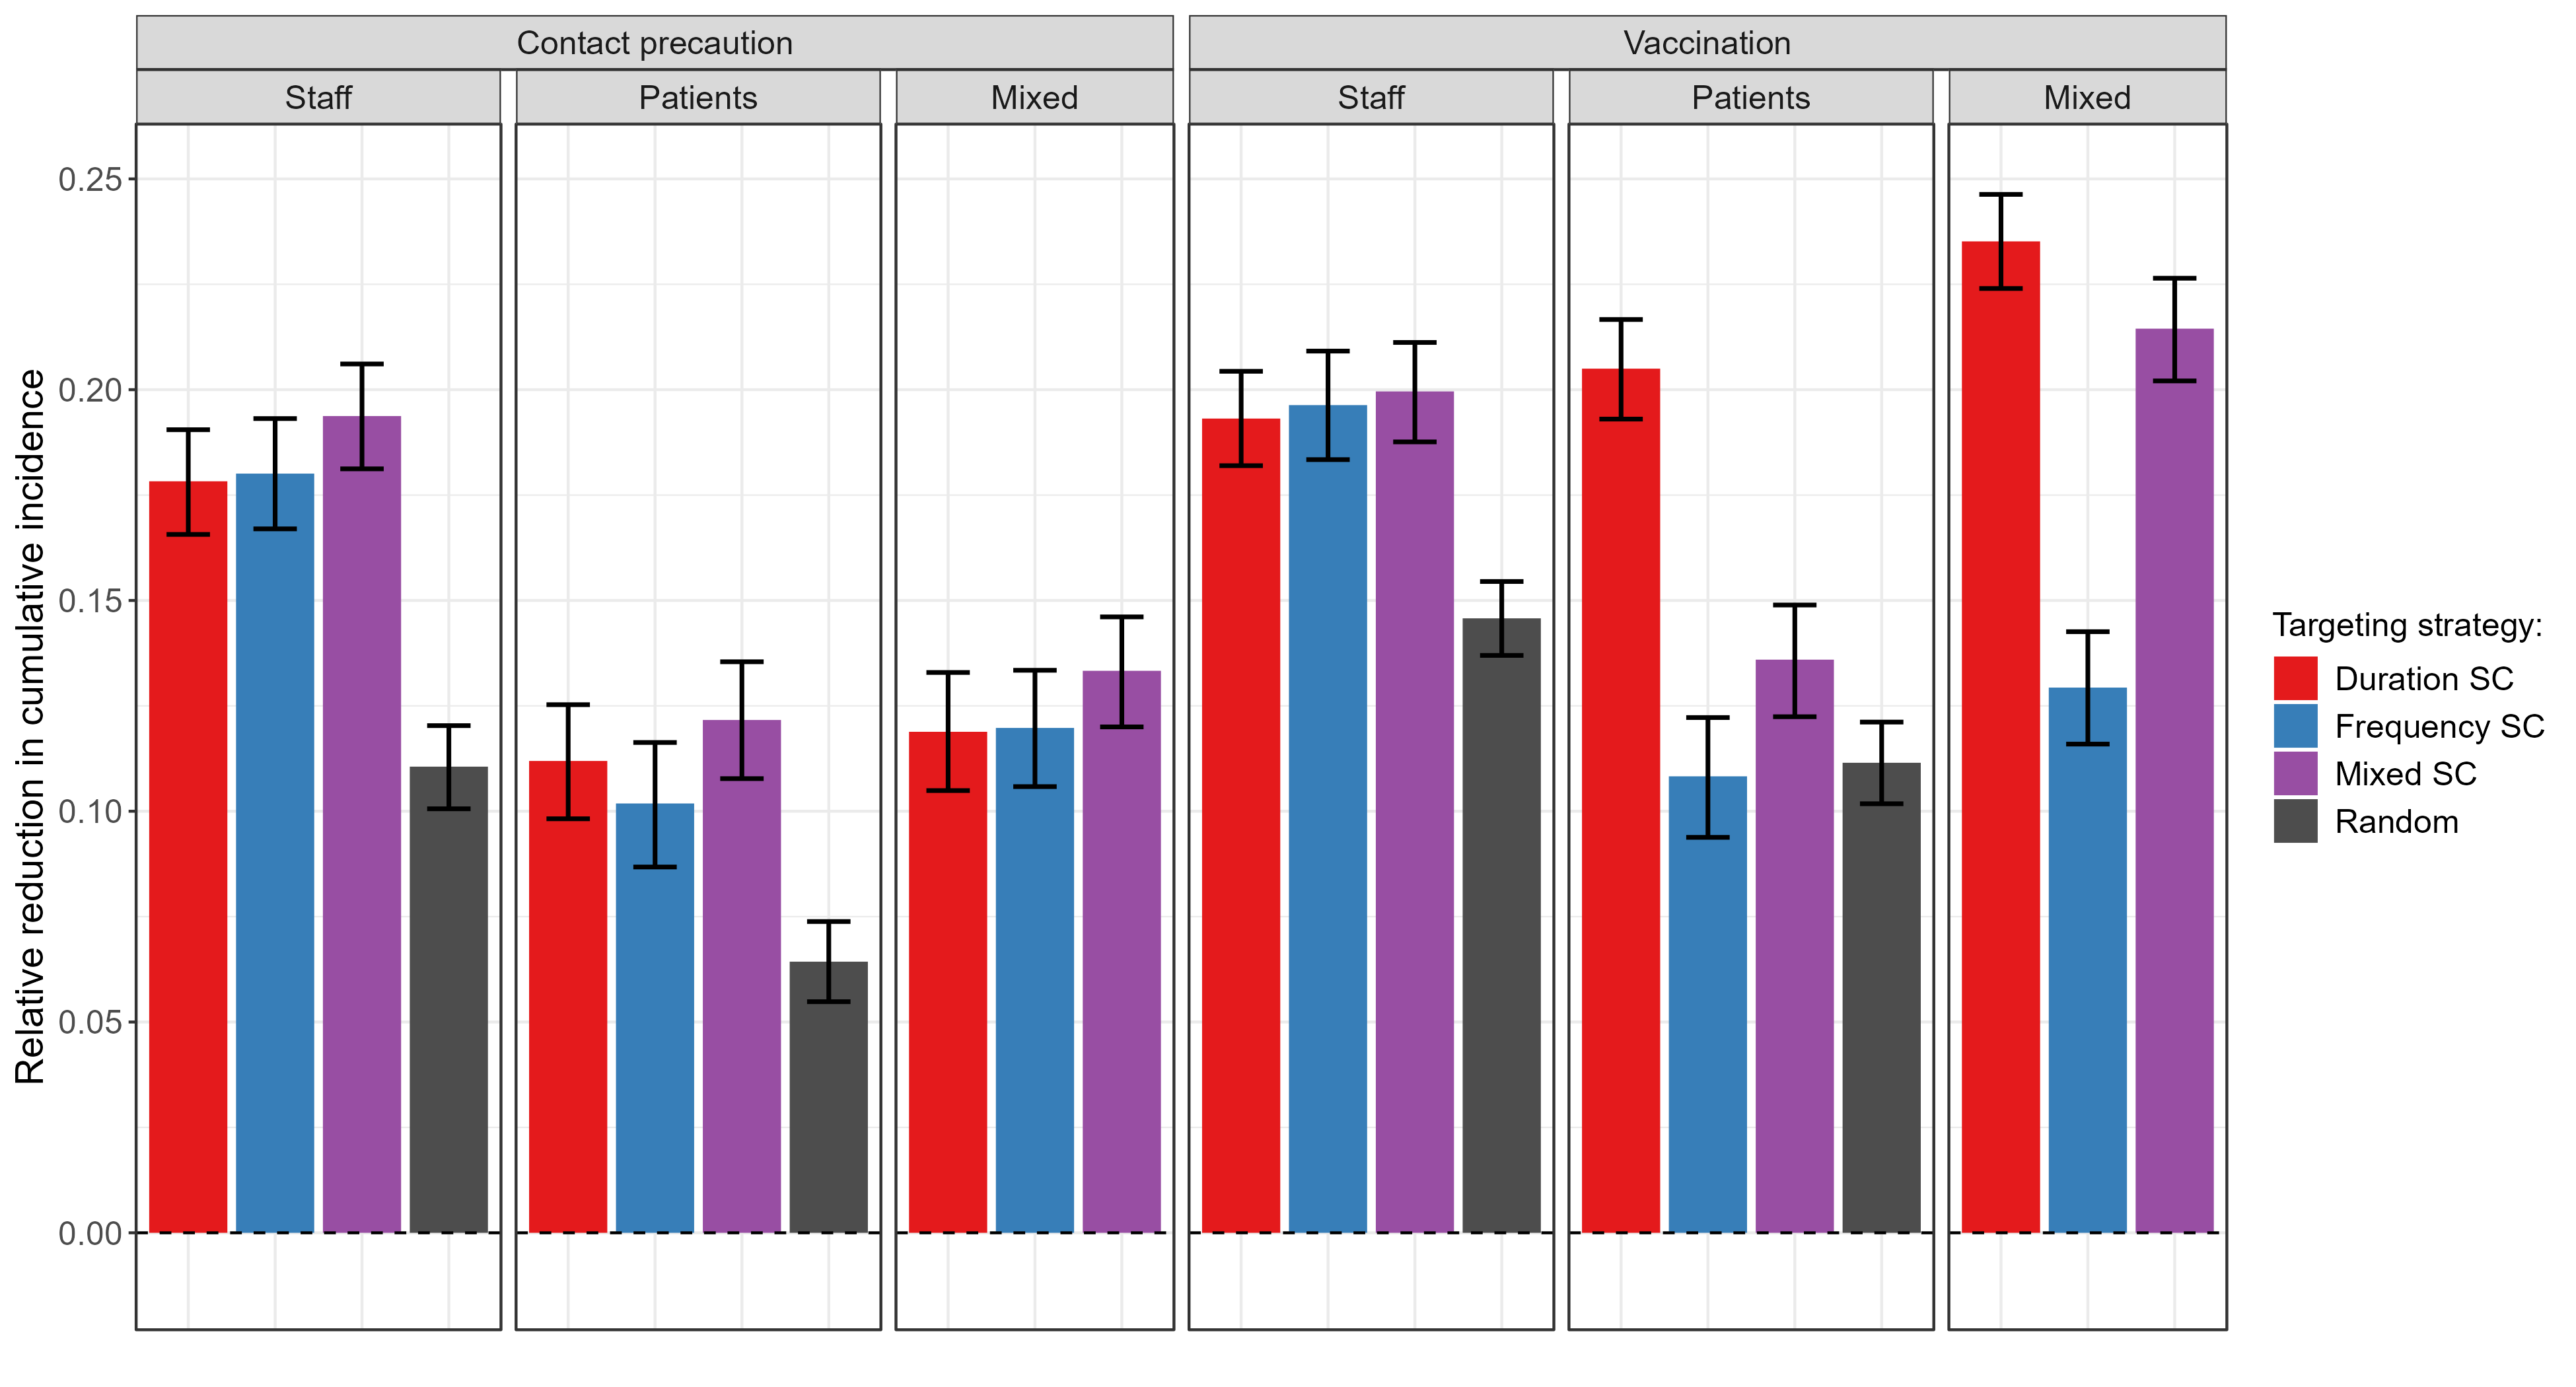 Contact precaution
Vaccination
Staff
Patients
Mixed
Staff
Patients
Mixed
Relative reduction in cumulative incidence
0.25
0.20
0.15
0.10
0.05
0.00
Targeting strategy:
Duration SC
Frequency SC
Mixed SC
Random